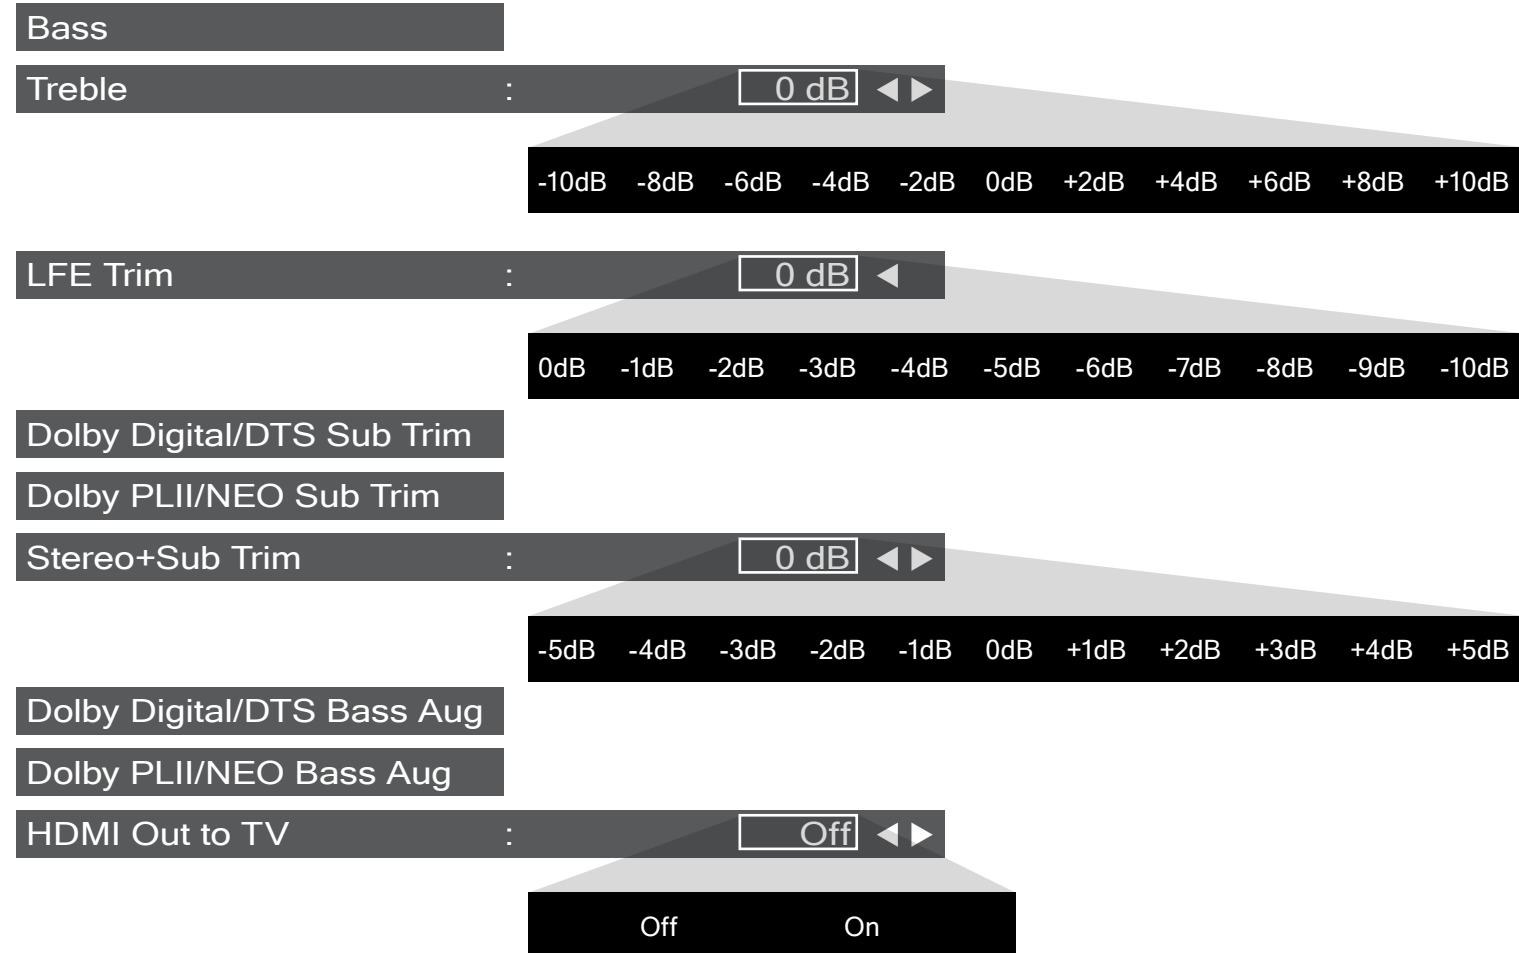 Bass
Treble : 0 dB ◀ ▶
-10dB -8dB -6dB -4dB -2dB 0dB +2dB +4dB +6dB +8dB +10dB
LFE Trim : 0 dB ◀
0dB -1dB -2dB -3dB -4dB -5dB -6dB -7dB -8dB -9dB -10dB
Dolby Digital/DTS Sub Trim
Dolby PLII/NEO Sub Trim
Stereo+Sub Trim : 0 dB ◀ ▶
-5dB -4dB -3dB -2dB -1dB 0dB +1dB +2dB +3dB +4dB +5dB
Dolby Digital/DTS Bass Aug
Dolby PLII/NEO Bass Aug
HDMI Out to TV : Off ◀ ▶
Off On